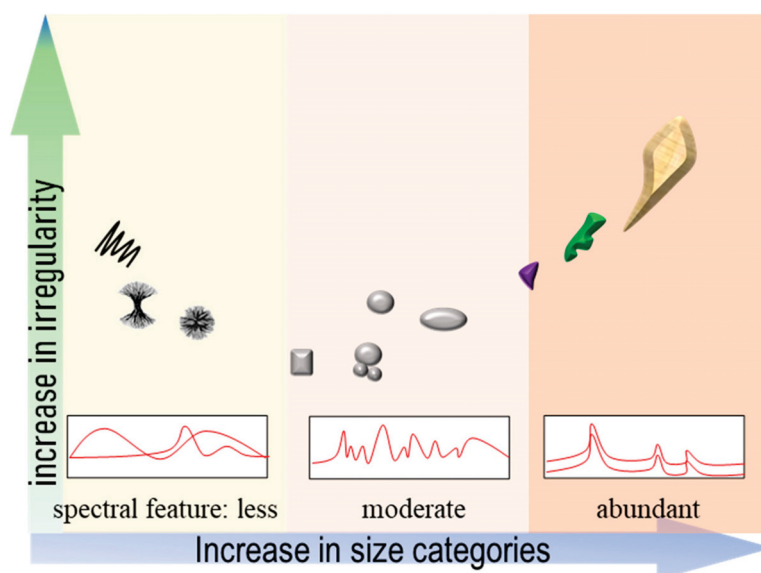 increase in irregularity
spectral feature: less
moderate
abundant
Increase in size categories